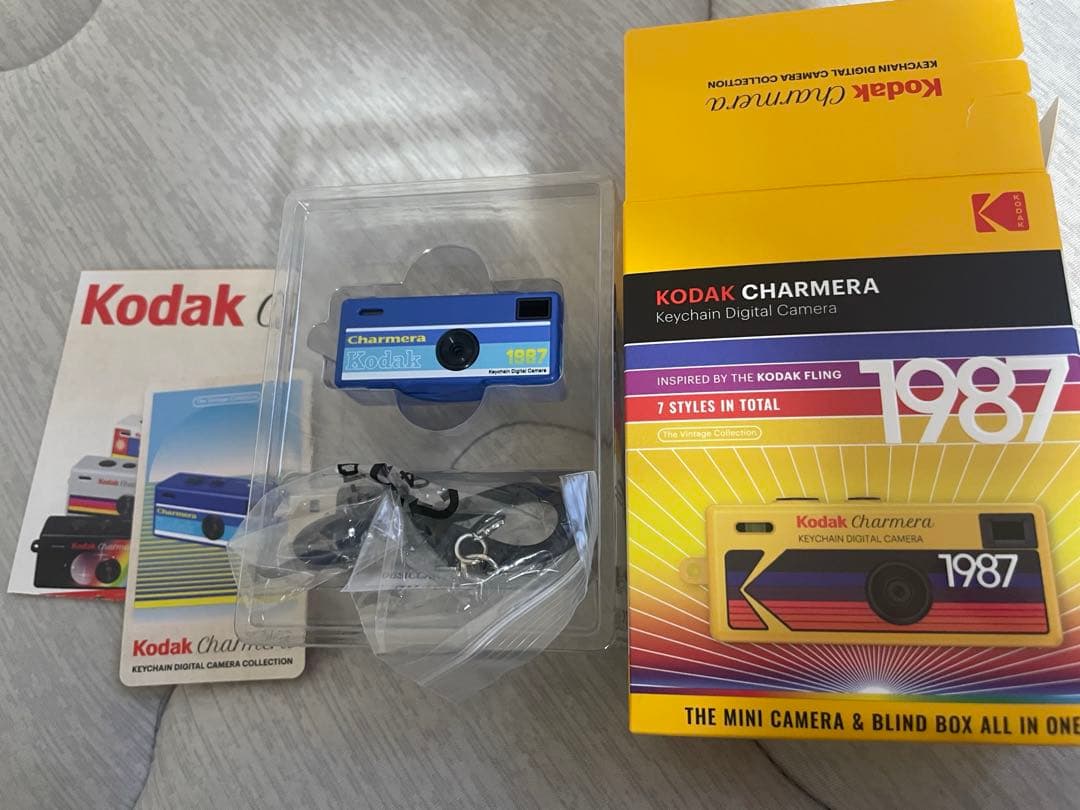 Kodak C
The Vintage Collection
Charmera
Kodak
Kodak Charmera
KEYCHAIN DIGITAL CAMERA COLLECTION
Charmera
Kodak
1987
Keychain Digital Camera
Kodak Charmera
KEYCHAIN DIGITAL CAMERA COLLECTION
KODAK
KODAK CHARMERA
Keychain Digital Camera
INSPIRED BY THE KODAK FLING
1987
7 STYLES IN TOTAL
The Vintage Collection
Kodak Charmera
KEYCHAIN DIGITAL CAMERA
1987
THE MINI CAMERA & BLIND BOX ALL IN ONE